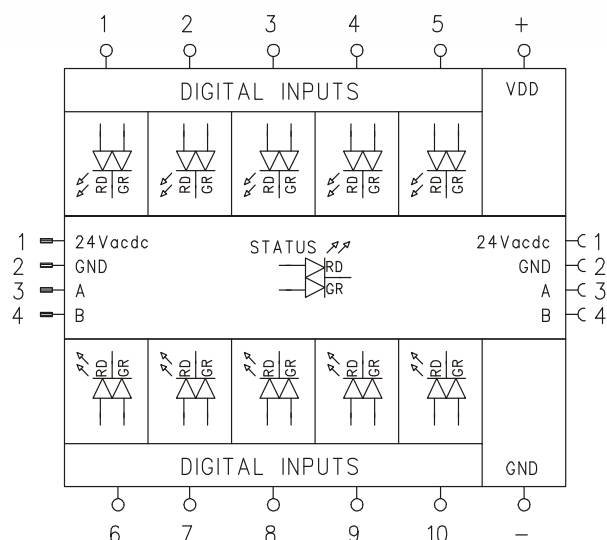 1 2 3 4 5 +
DIGITAL INPUTS VDD
RD GR RD GR RD GR RD GR RD GR
STATUS
1 24Vacdc 24Vacdc 1
2 GND RD GND 2
3 A GR A 3
4 B B 4
RD GR RD GR RD GR RD GR RD GR
DIGITAL INPUTS GND
6 7 8 9 10 -